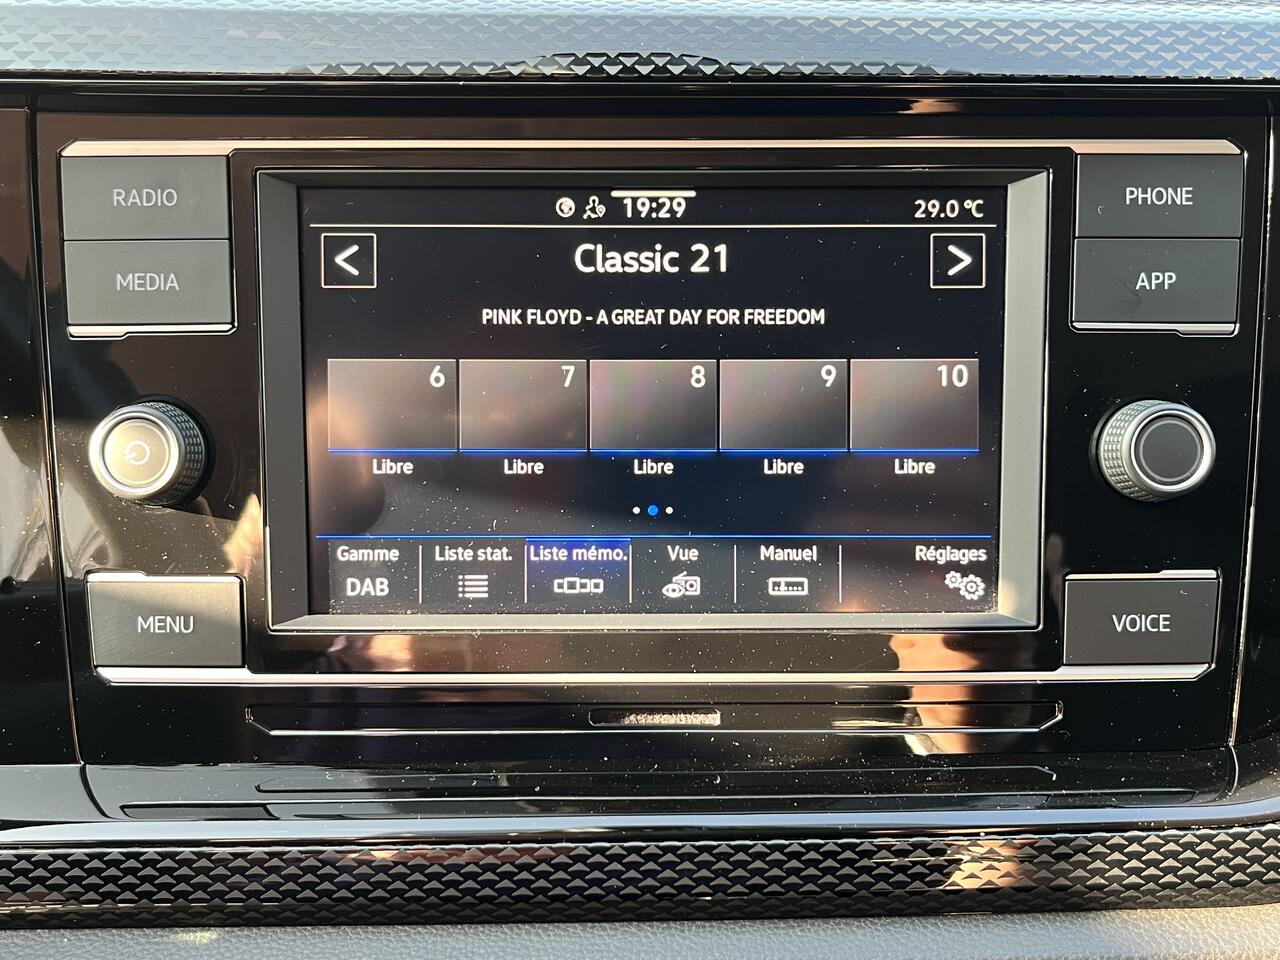 RADIO
MEDIA
MENU
19:29
29.0 °C
<
Classic 21
>
PINK FLOYD - A GREAT DAY FOR FREEDOM
6 7 8 9 10
Libre Libre Libre Libre Libre
Gamme Liste stat. Liste mémo. Vue Manuel Réglages
DAB
PHONE
APP
VOICE